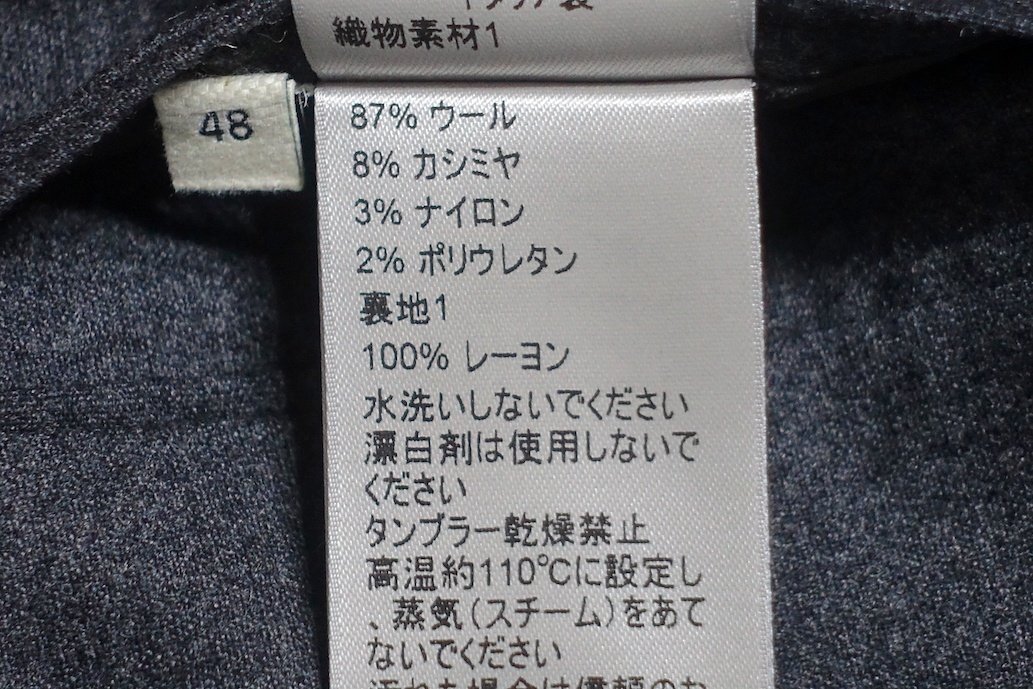 織物素材1
48
87% ウール
8% カシミヤ
3% ナイロン
2% ポリウレタン
裏地1
100% レーヨン
水洗いしないでください
漂白剤は使用しないで
ください
タンブラー乾燥禁止
高温約110℃に設定し
、蒸気(スチーム)をあて
ないでください